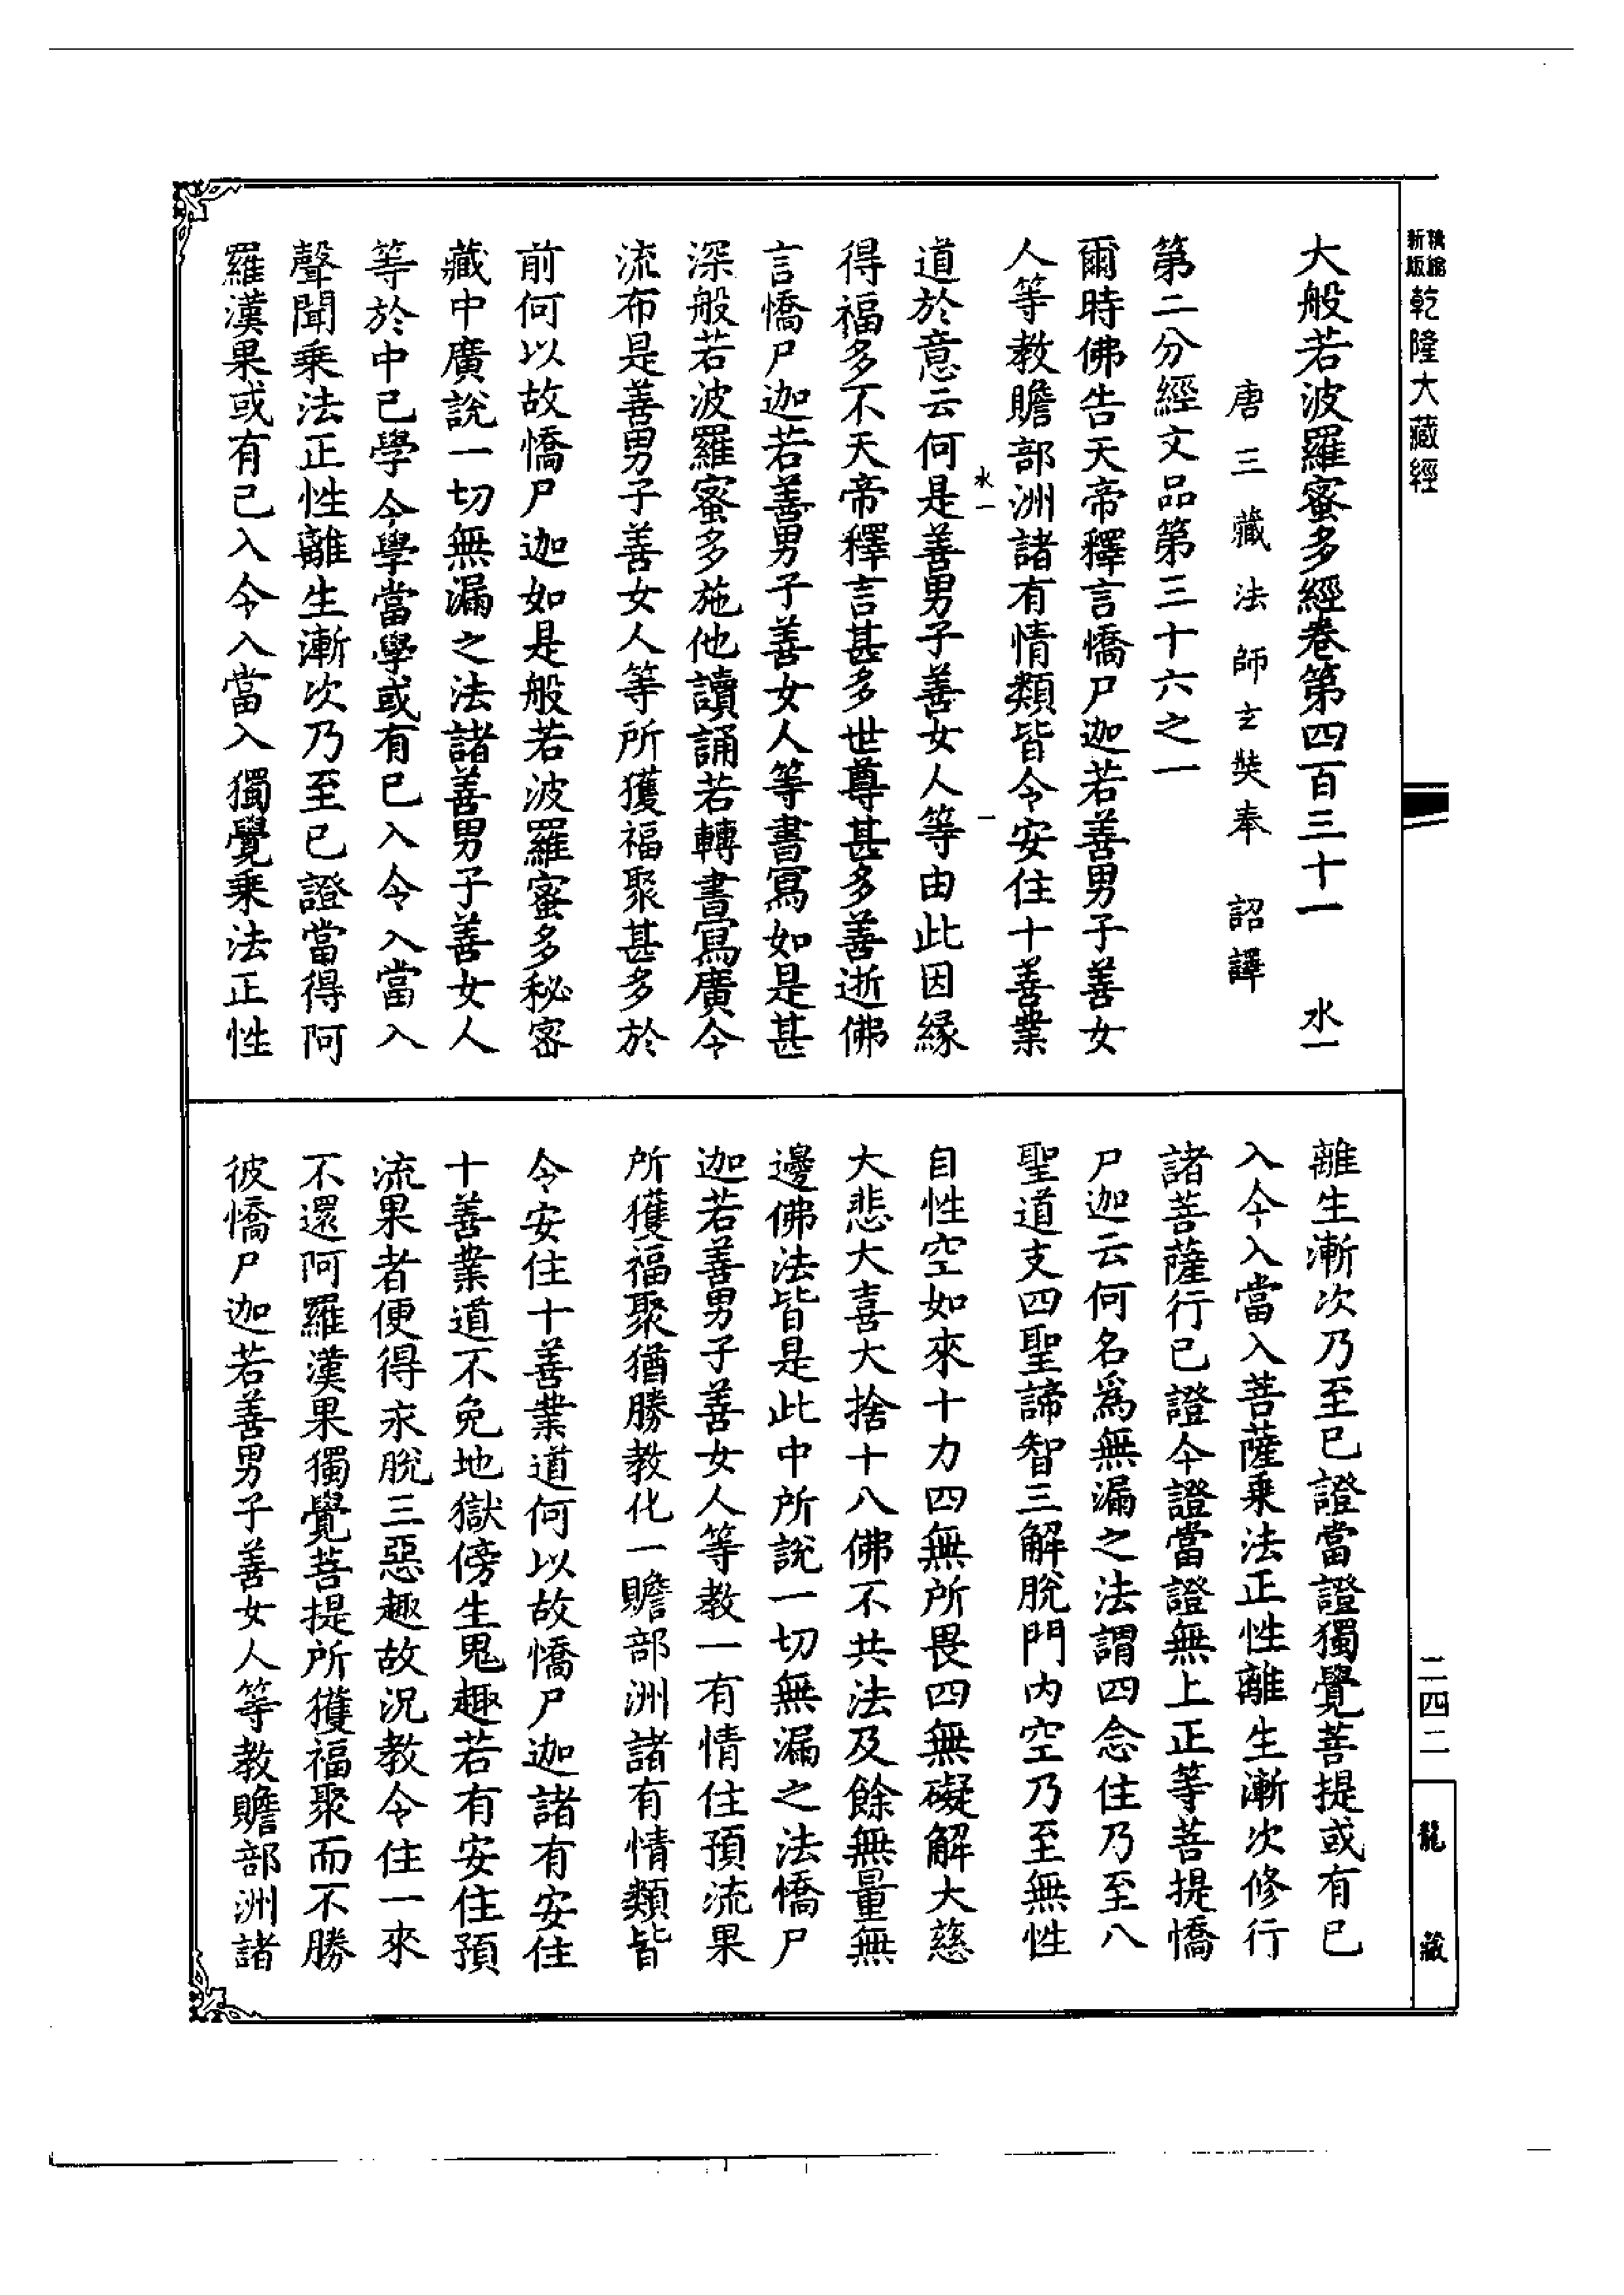 精縮新版乾隆大藏經
大般若波羅蜜多經卷第四百三十一　水一
唐三藏法師玄奘奉　詔譯
第二分經文品第三十六之一
爾時佛告天帝釋言憍尸迦若善男子善女
人等教贍部洲諸有情類皆令安住十善業
水一　一
道於意云何是善男子善女人等由此因緣
得福多不天帝釋言甚多世尊甚多善逝佛
言憍尸迦若善男子善女人等書寫如是甚
深般若波羅蜜多施他讀誦若轉書寫廣令
流布是善男子善女人等所獲福聚甚多於
前何以故憍尸迦如是般若波羅蜜多秘密
藏中廣說一切無漏之法諸善男子善女人
等於中已學今學當學或有已入今入當入
聲聞乘法正性離生漸次乃至已證當得阿
羅漢果或有已入今入當入獨覺乘法正性
離生漸次乃至已證當證獨覺菩提或有已
入今入當入菩薩乘法正性離生漸次修行
諸菩薩行已證今證當證無上正等菩提憍
尸迦云何名爲無漏之法謂四念住乃至八
聖道支四聖諦智三解脫門內空乃至無性
自性空如來十力四無所畏四無礙解大慈
大悲大喜大捨十八佛不共法及餘無量無
邊佛法皆是此中所說一切無漏之法憍尸
迦若善男子善女人等教一有情住預流果
所獲福聚猶勝教化一贍部洲諸有情類皆
令安住十善業道何以故憍尸迦諸有安住
十善業道不免地獄傍生鬼趣若有安住預
流果者便得永脫三惡趣故況教令住一來
不還阿羅漢果獨覺菩提所獲福聚而不勝
彼憍尸迦若善男子善女人等教贍部洲諸
二四二
龍藏